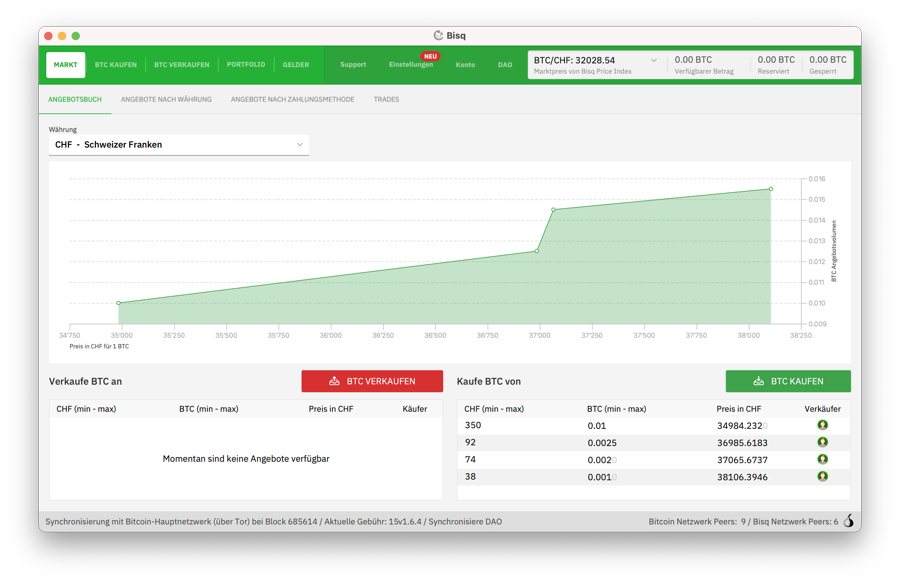 Bisq
MARKT BTC KAUFEN BTC VERKAUFEN PORTFOLIO GELDER Support Einstellungen NEU Konto DAO
BTC/CHF: 32028.54 0.00 BTC 0.00 BTC 0.00 BTC
Marktpreis von Bisq Price Index Verfügbarer Betrag Reserviert Gesperrt
ANGEBOTSBUCH ANGEBOTE NACH WÄHRUNG ANGEBOTE NACH ZAHLUNGSMETHODE TRADES
Währung
CHF - Schweizer Franken
0.016
0.015
0.014
0.013
0.012
0.011
0.010
0.009
BTC Angebotsvolumen
34'750 35'000 35'250 35'500 35'750 36'000 36'250 36'500 36'750 37'000 37'250 37'500 37'750 38'000 38'250
Preis in CHF für 1 BTC
Verkaufe BTC an BTC VERKAUFEN
CHF (min - max) BTC (min - max) Preis in CHF Käufer
Momentan sind keine Angebote verfügbar
Kaufe BTC von BTC KAUFEN
CHF (min - max) BTC (min - max) Preis in CHF Verkäufer
350 0.01 34984.2320
92 0.0025 36985.6183
74 0.0020 37065.6737
38 0.0010 38106.3946
Synchronisierung mit Bitcoin-Hauptnetzwerk (über Tor) bei Block 685614 / Aktuelle Gebühr: 15v1.6.4 / Synchronisiere DAO
Bitcoin Netzwerk Peers: 9 / Bisq Netzwerk Peers: 6